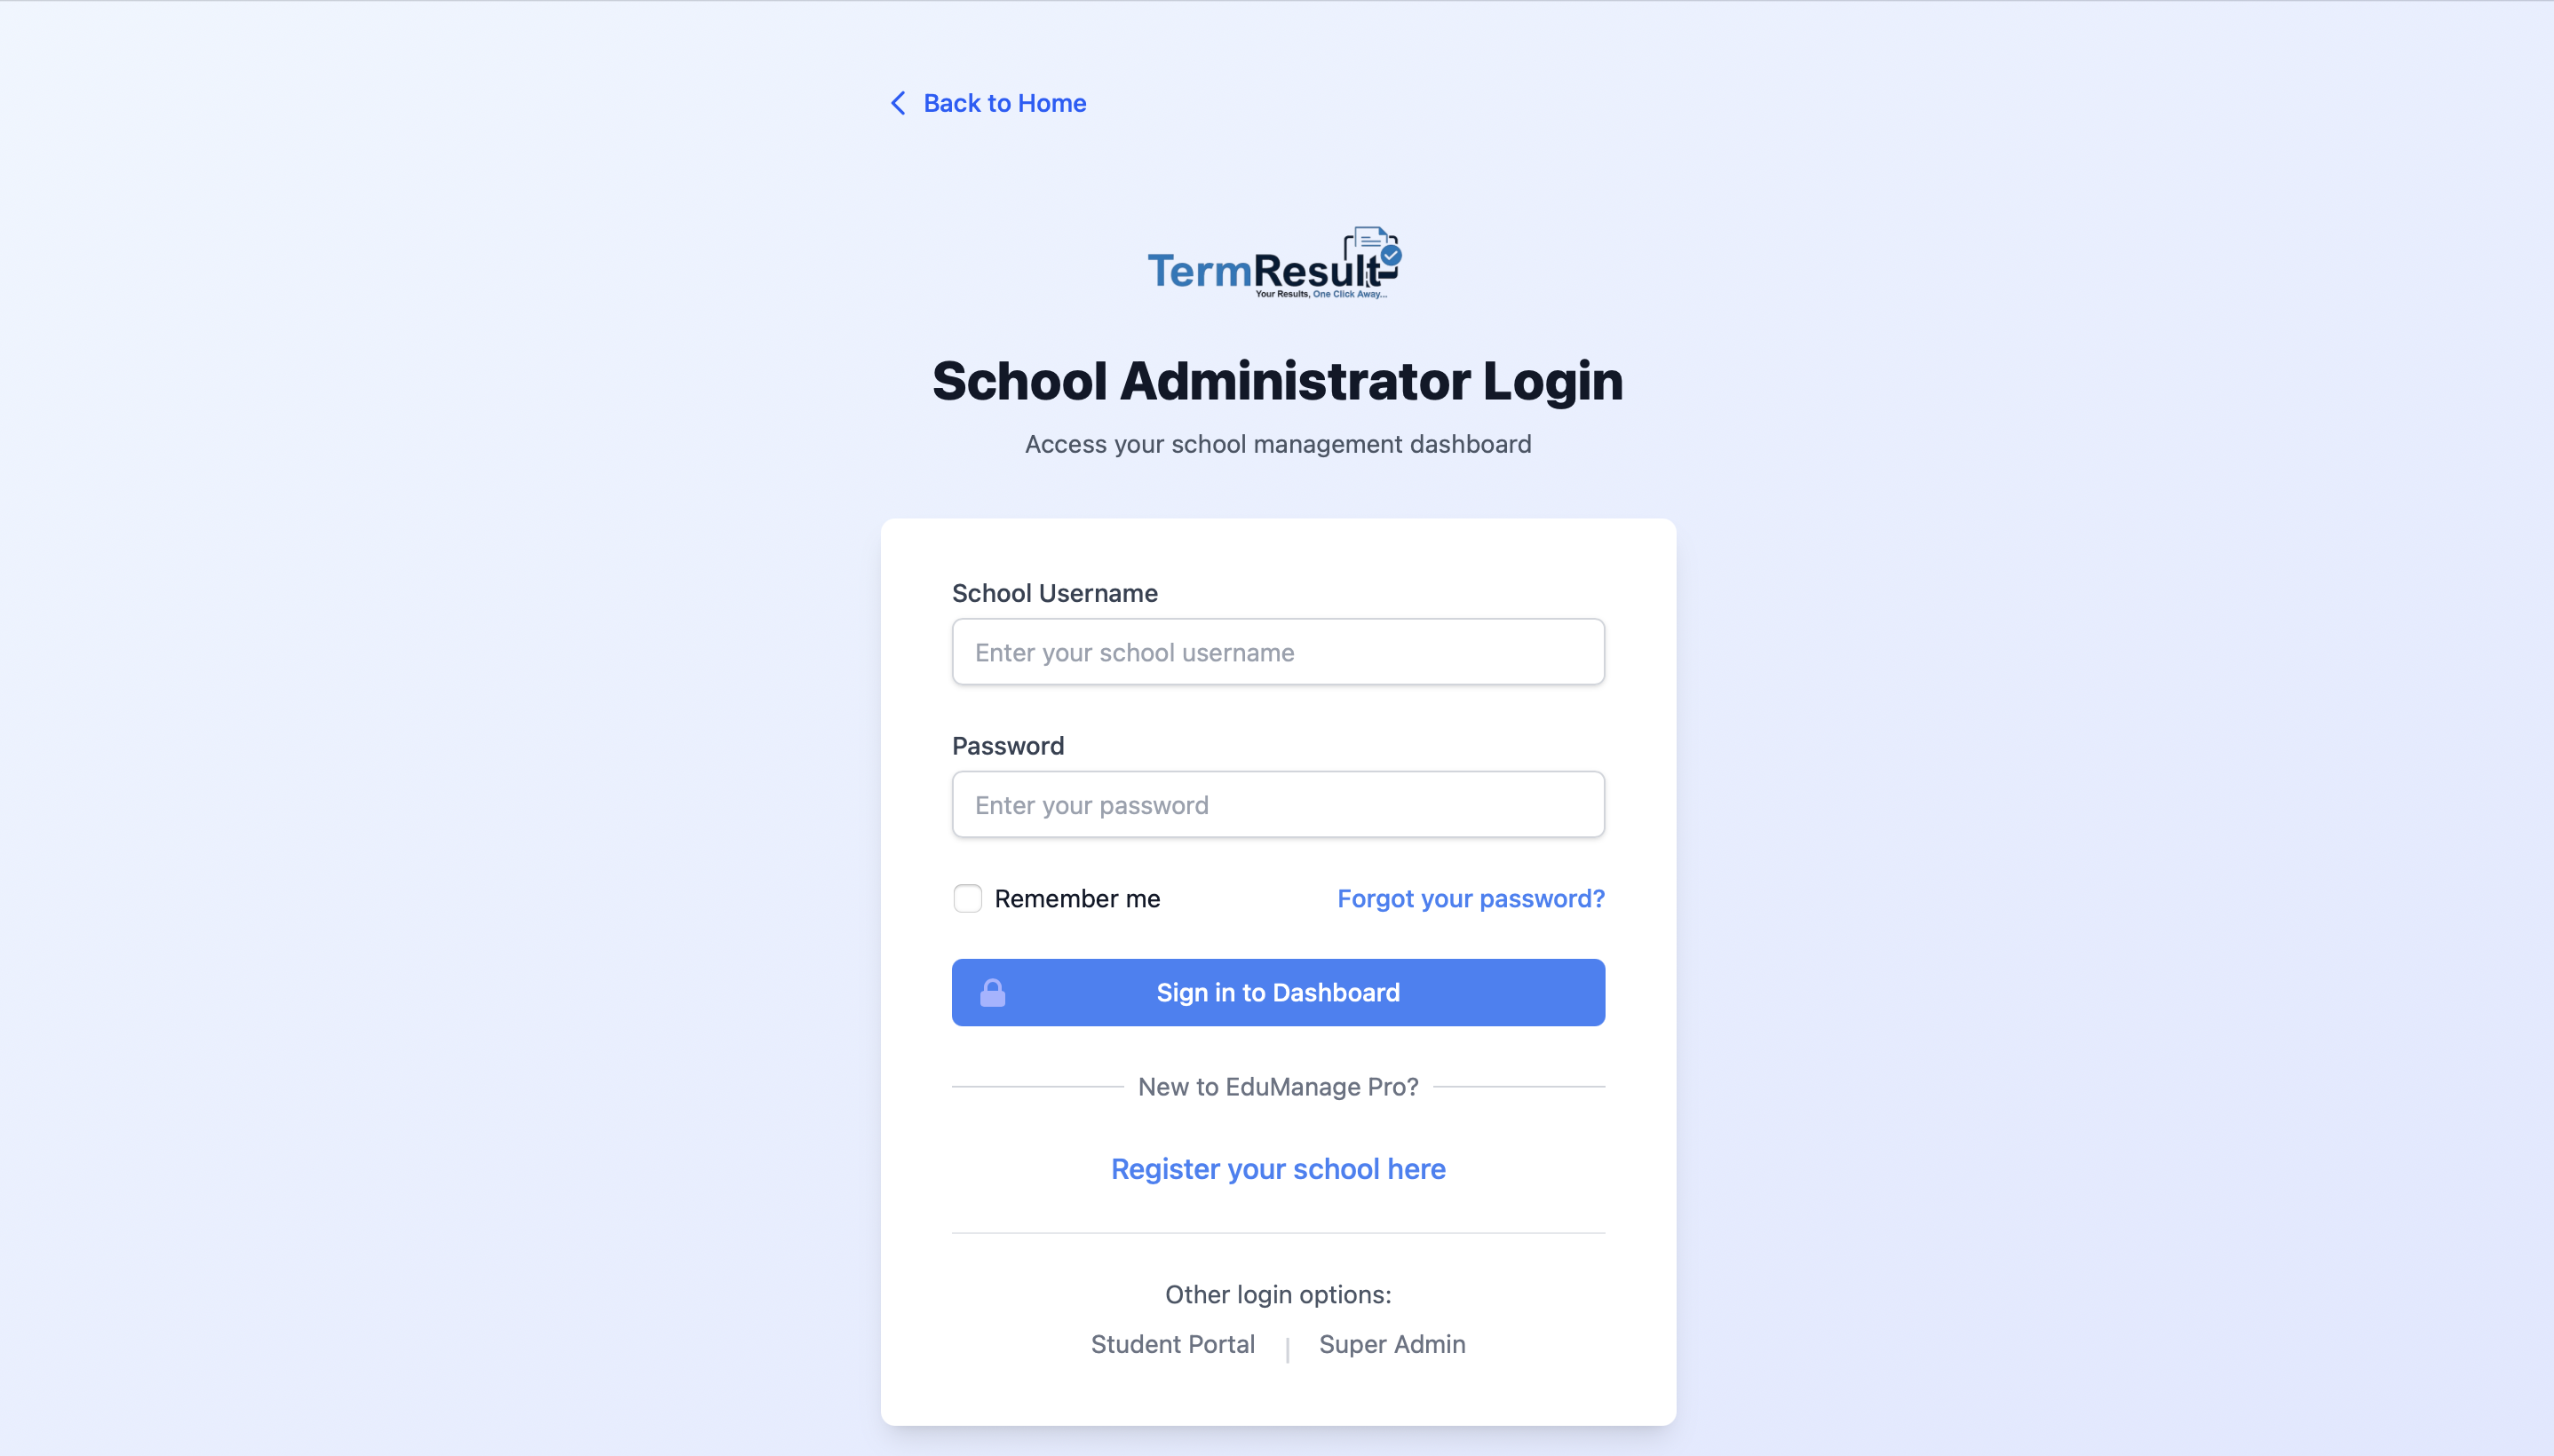 Back to Home
TermResult
Your Results, One Click Away...
School Administrator Login
Access your school management dashboard
School Username
Enter your school username
Password
Enter your password
Remember me
Forgot your password?
Sign in to Dashboard
New to EduManage Pro?
Register your school here
Other login options:
Student Portal | Super Admin